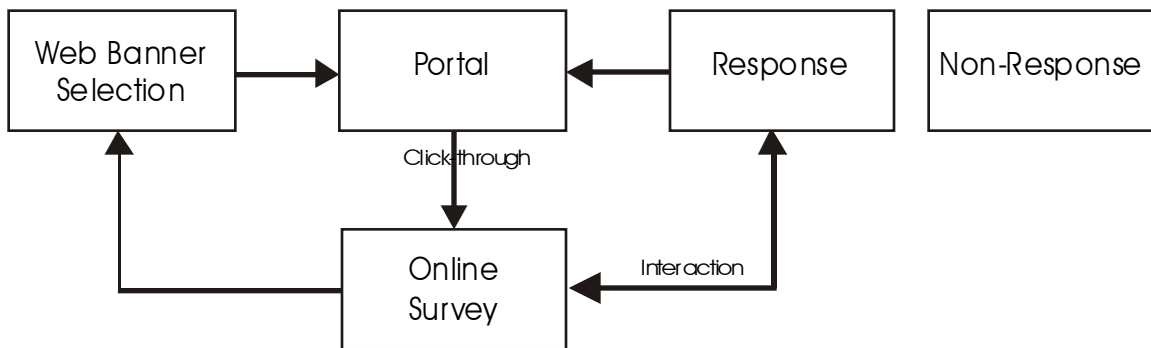 Web Banner
Selection
Portal
Response
Non-Response
Click-through
Online
Survey
Interaction